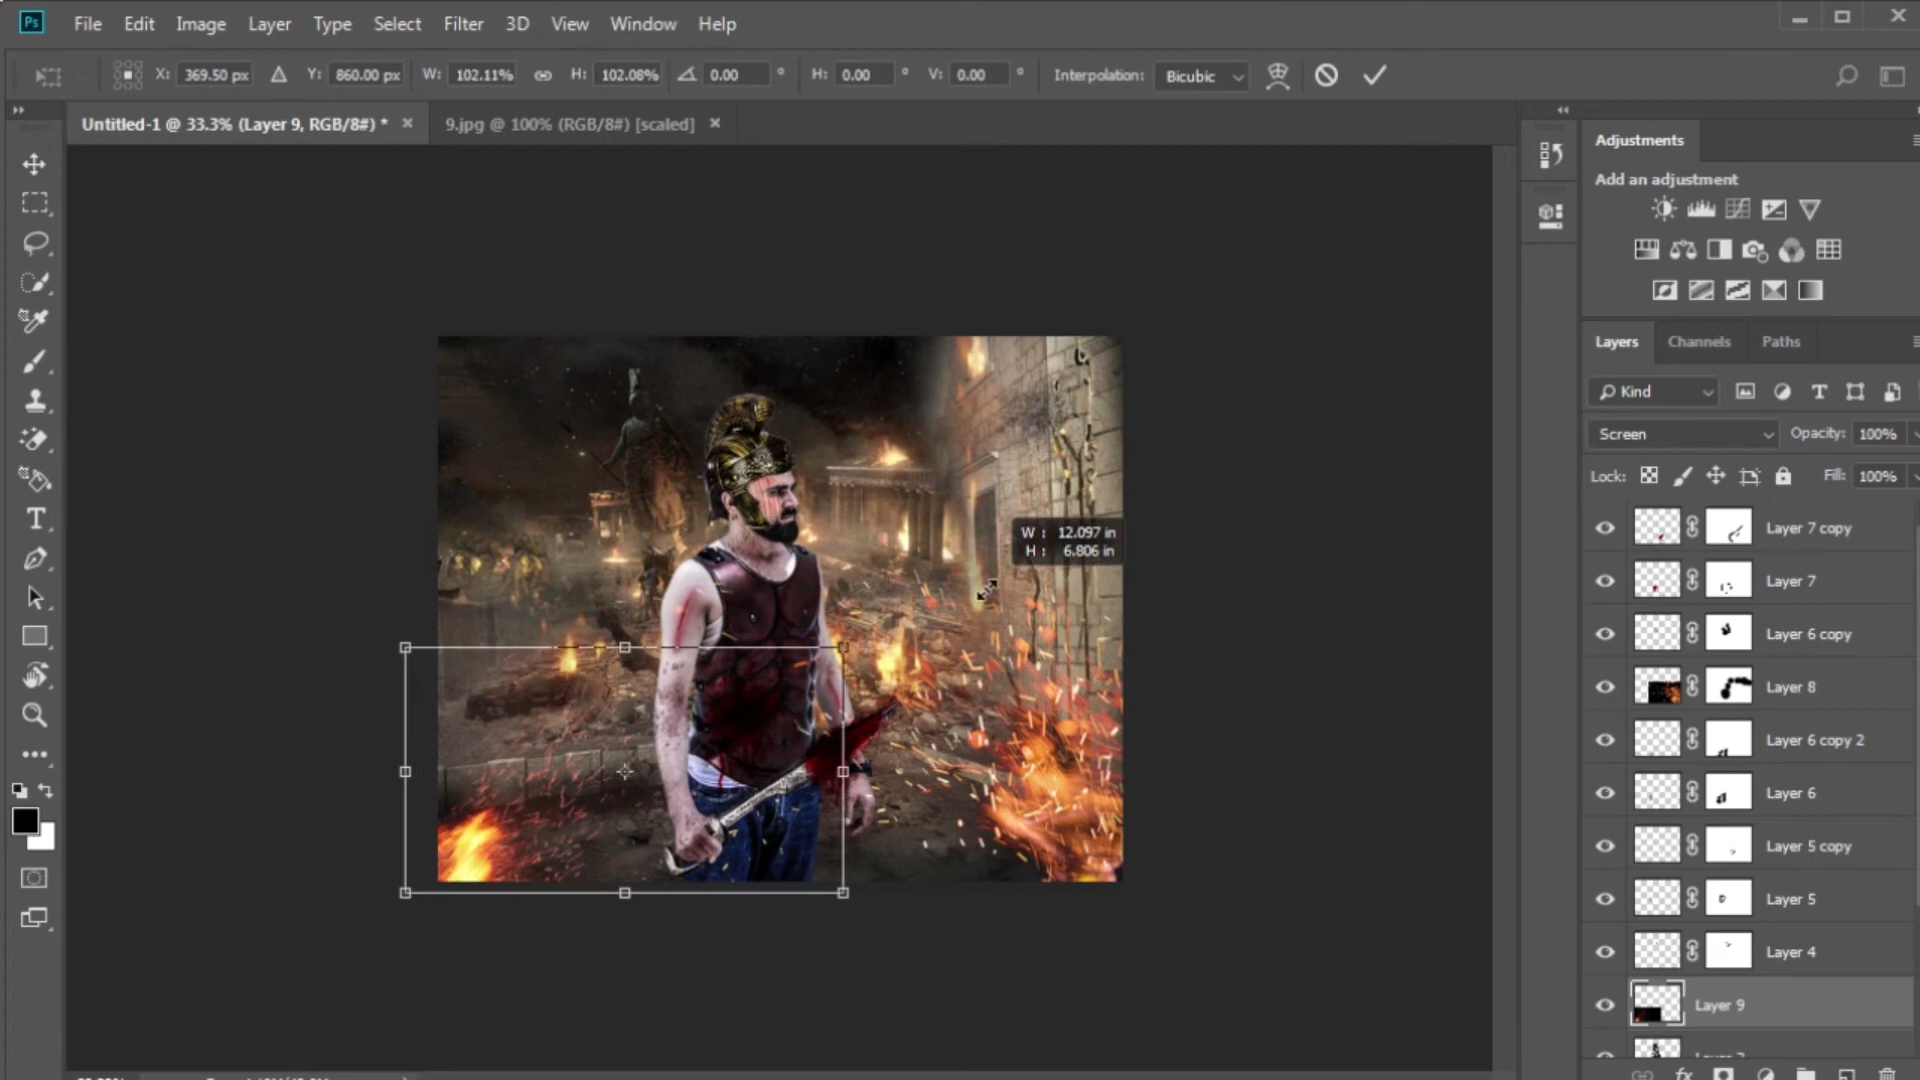 Ps File Edit Image Layer Type Select Filter 3D View Window Help
X: 369.50 px Y: 860.00 px W: 102.11% H: 102.08% 0.00 ° H: 0.00 ° V: 0.00 ° Interpolation: Bicubic
Untitled-1 @ 33.3% (Layer 9, RGB/8#) * × 9.jpg @ 100% (RGB/8#) [scaled] ×
Adjustments
Add an adjustment
Layers Channels Paths
Kind
Screen Opacity: 100%
Lock: Fill: 100%
Layer 7 copy
W : 12.097 in
H : 6.806 in
Layer 7
Layer 6 copy
Layer 8
Layer 6 copy 2
Layer 6
Layer 5 copy
Layer 5
Layer 4
Layer 9
fx